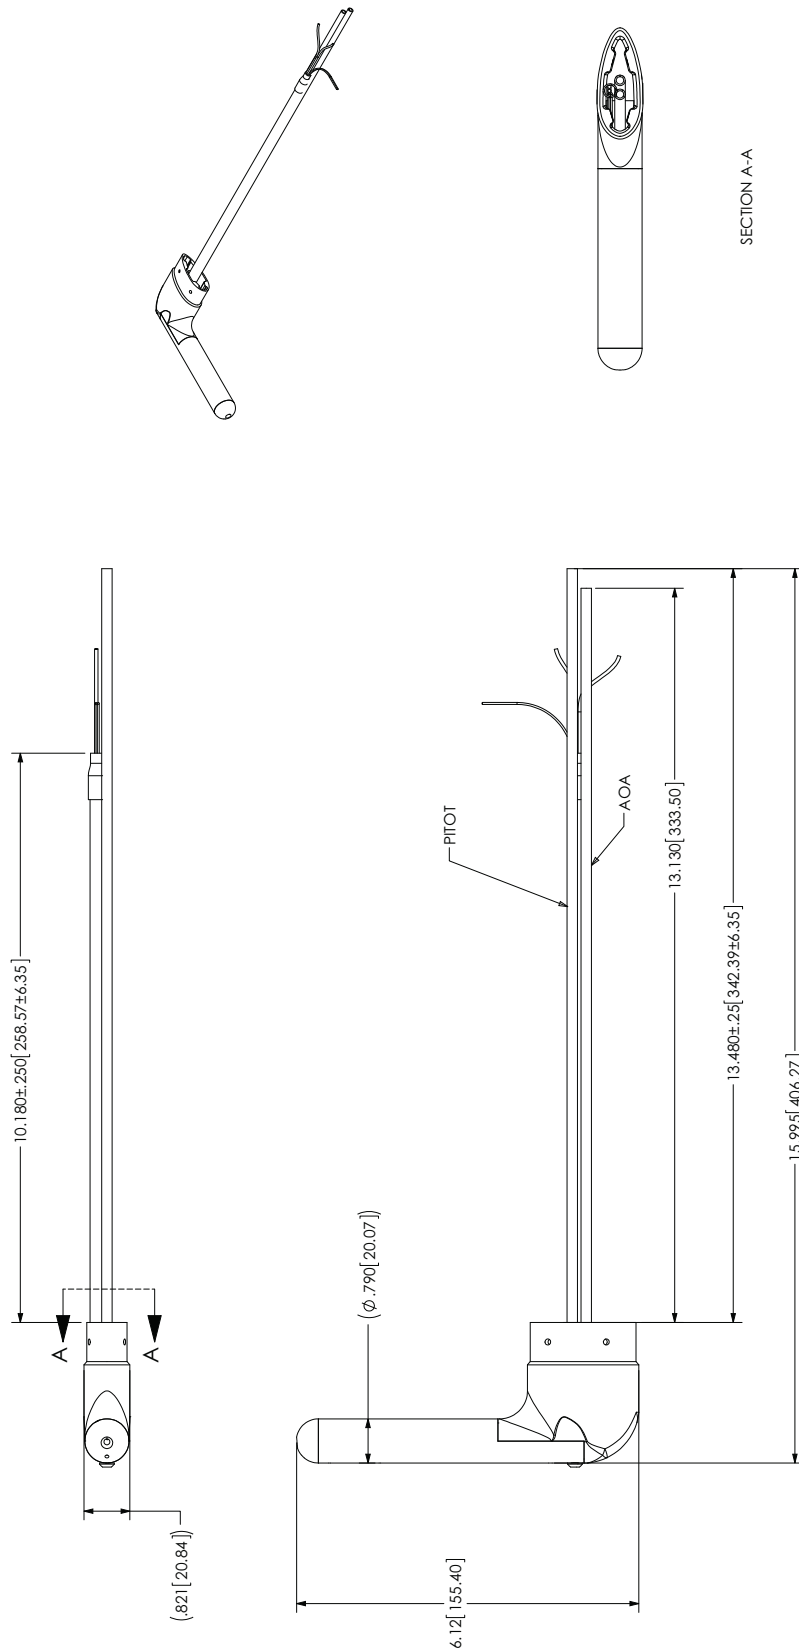 SECTION A-A
10.180±.250[258.57±6.35]
A
A
(.821[20.84])
PITOT
AOA
13.130[333.50]
13.480±.25[342.39±6.35]
15.995[406.27]
(Ø.790[20.07])
6.12[155.40]